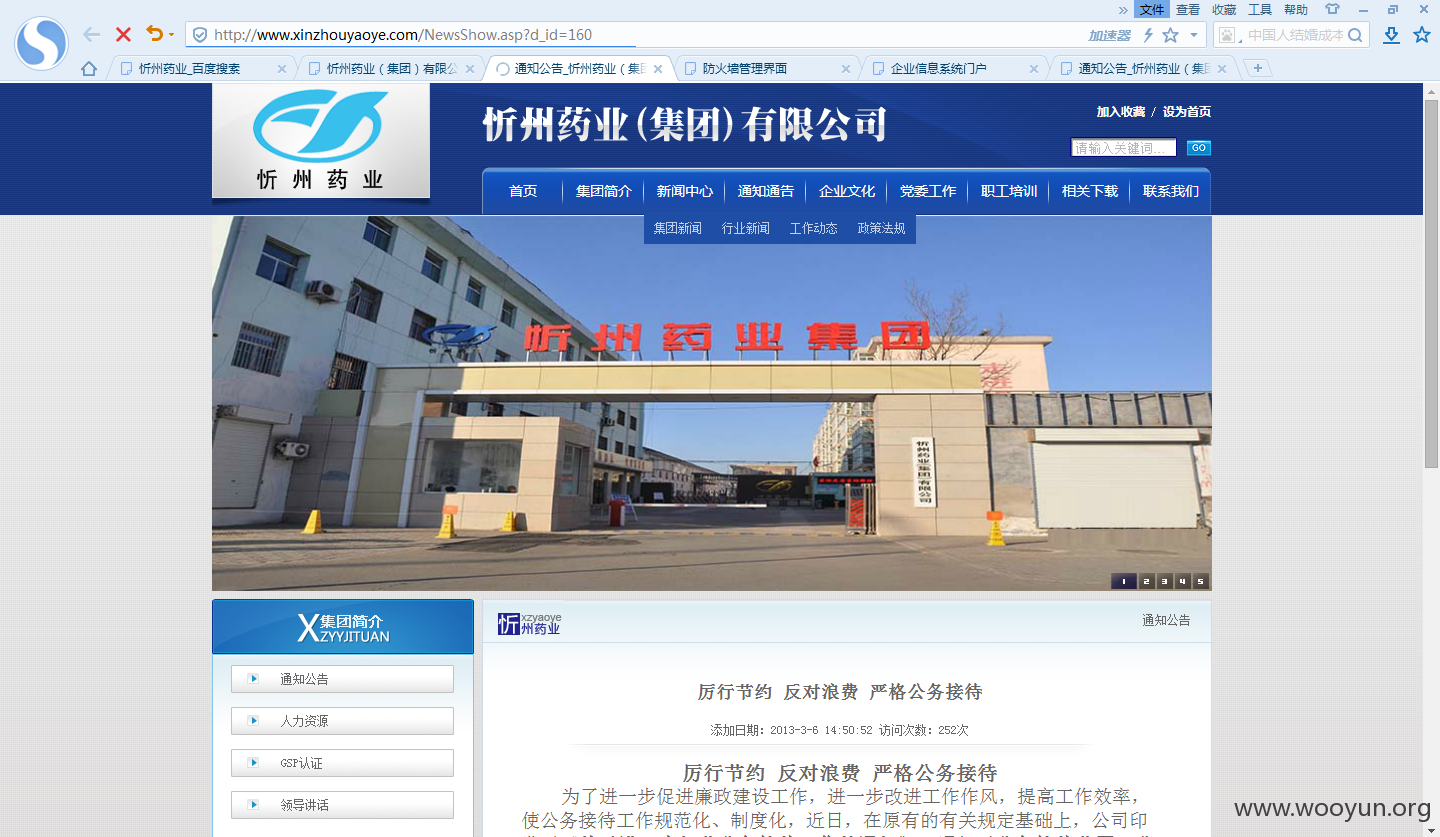 文件 查看 收藏 工具 帮助
http://www.xinzhouyaoye.com/NewsShow.asp?d_id=160
加速器
中国人结婚成本
忻州药业_百度搜索
忻州药业（集团）有限公
通知公告_忻州药业（集团
防火墙管理界面
企业信息系统门户
通知公告_忻州药业（集团
忻州药业
忻州药业(集团)有限公司
加入收藏 / 设为首页
请输入关键词... GO
首页 集团简介 新闻中心 通知通告 企业文化 党委工作 职工培训 相关下载 联系我们
集团新闻 行业新闻 工作动态 政策法规
忻州药业集团
忻州药业集团有限公司
1 2 3 4 5
X集团简介
ZYYJITUAN
通知公告
人力资源
GSP认证
领导讲话
忻州药业 xzyaoye
通知公告
厉行节约 反对浪费 严格公务接待
添加日期：2013-3-6 14:50:52 访问次数：252次
厉行节约 反对浪费 严格公务接待
为了进一步促进廉政建设工作，进一步改进工作作风，提高工作效率，
使公务接待工作规范化、制度化，近日，在原有的有关规定基础上，公司印
www.wooyun.org